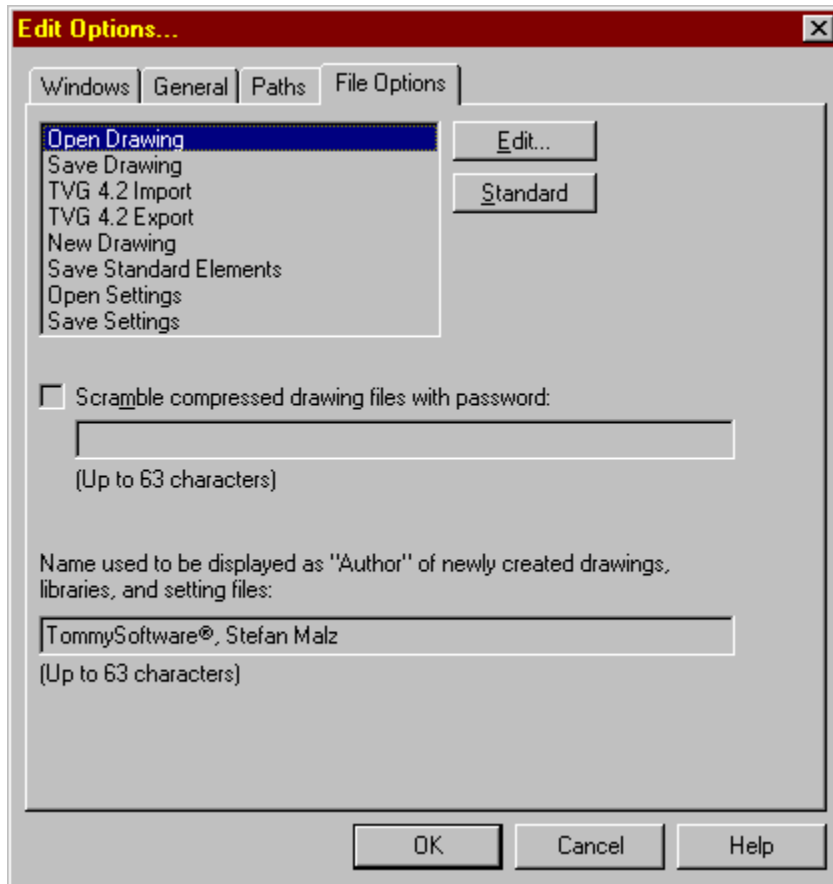 Edit Options...
Windows General Paths File Options
Open Drawing
Edit...
Save Drawing
TVG 4.2 Import
Standard
TVG 4.2 Export
New Drawing
Save Standard Elements
Open Settings
Save Settings
Scramble compressed drawing files with password:
(Up to 63 characters)
Name used to be displayed as "Author" of newly created drawings,
libraries, and setting files:
TommySoftware®, Stefan Malz
(Up to 63 characters)
OK Cancel Help